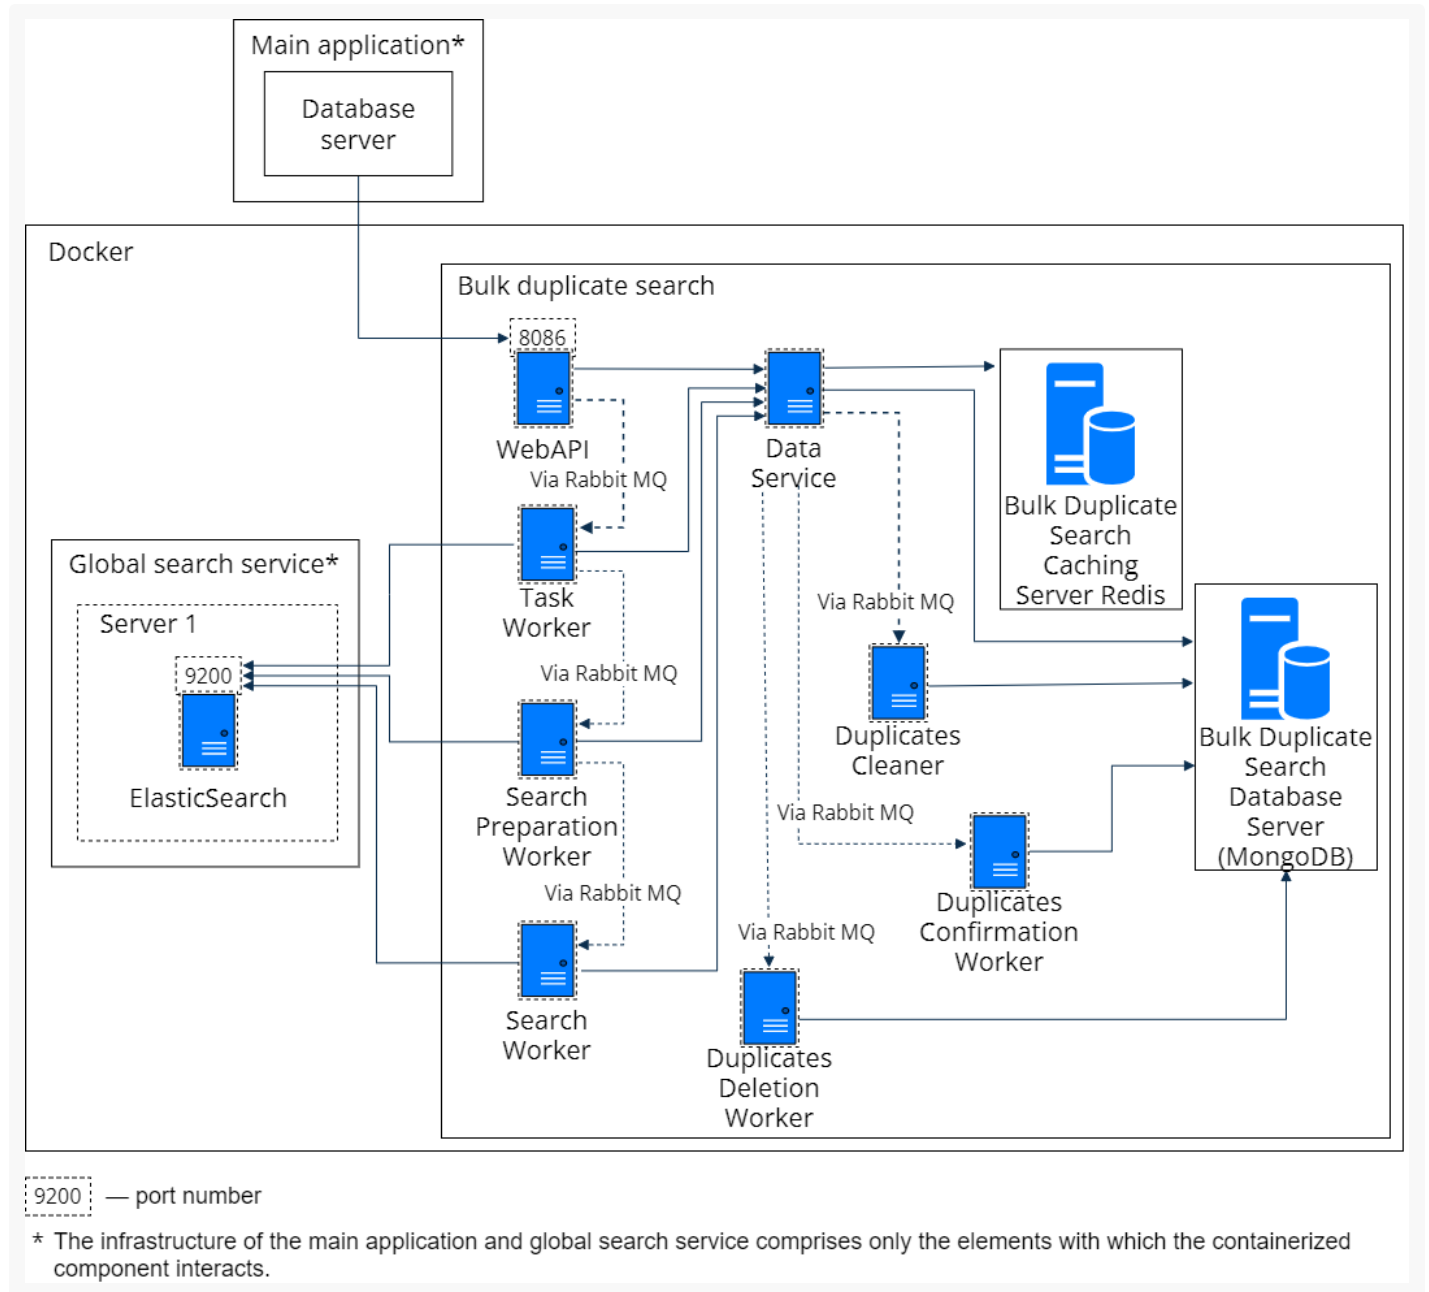 Main application*
Database
server
Docker
Bulk duplicate search
8086
WebAPI
Via Rabbit MQ
Data
Service
Bulk Duplicate
Search
Caching
Server Redis
Task
Worker
Via Rabbit MQ
Global search service*
Server 1
9200
ElasticSearch
Via Rabbit MQ
Duplicates
Cleaner
Bulk Duplicate
Search
Database
Server
(MongoDB)
Search
Preparation
Worker
Via Rabbit MQ
Via Rabbit MQ
Duplicates
Confirmation
Worker
Via Rabbit MQ
Search
Worker
Duplicates
Deletion
Worker
9200 — port number
* The infrastructure of the main application and global search service comprises only the elements with which the containerized
component interacts.